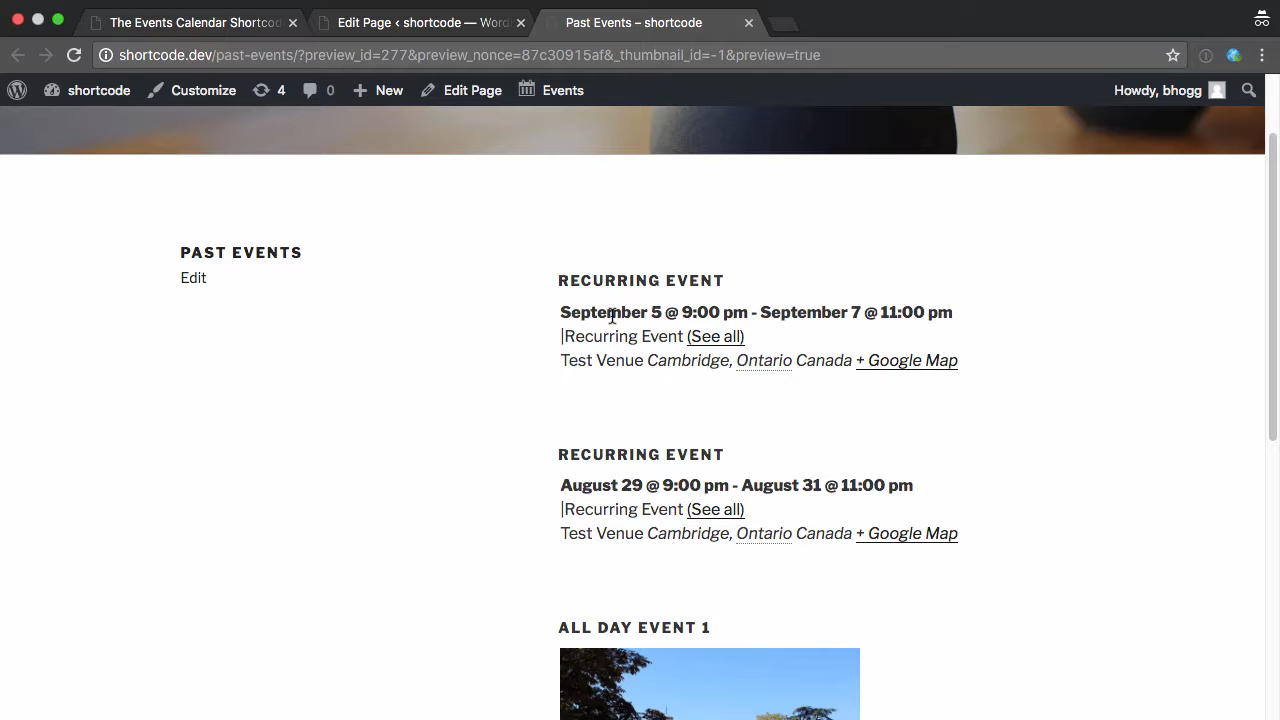 The Events Calendar Shortcod
Edit Page ‹ shortcode — Word
Past Events – shortcode
shortcode.dev/past-events/?preview_id=277&preview_nonce=87c30915af&_thumbnail_id=-1&preview=true
shortcode Customize 4 0 New Edit Page Events Howdy, bhogg
PAST EVENTS
Edit
RECURRING EVENT
September 5 @ 9:00 pm - September 7 @ 11:00 pm
|Recurring Event (See all)
Test Venue Cambridge, Ontario Canada + Google Map
RECURRING EVENT
August 29 @ 9:00 pm - August 31 @ 11:00 pm
|Recurring Event (See all)
Test Venue Cambridge, Ontario Canada + Google Map
ALL DAY EVENT 1